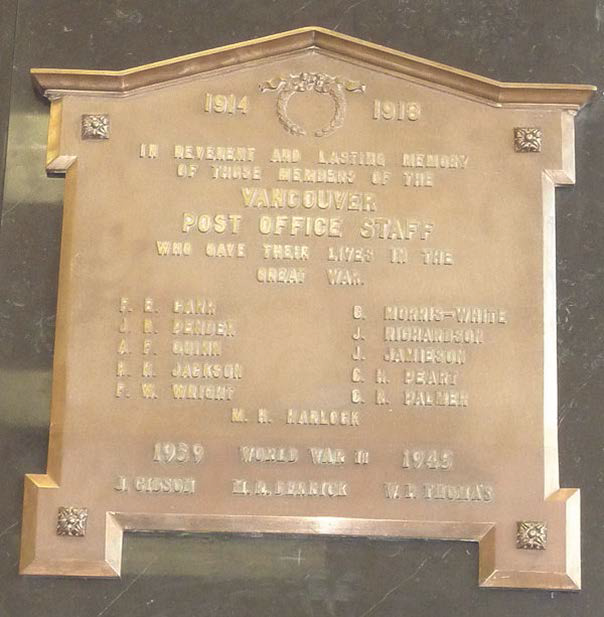 1914 1918
IN REVERENT AND LASTING MEMORY
OF THOSE MEMBERS OF THE
VANCOUVER
POST OFFICE STAFF
WHO GAVE THEIR LIVES IN THE
GREAT WAR.
F. E. CARR G. MORRIS-WHITE
J. R. BENDER J. RICHARDSON
A. F. QUINN J. JAMIESON
JACKSON PEART
F. W. WRIGHT PALMER
M. HARLOCK
1939 WORLD WAR II 1945
J. GIBSON W. D. THOMAS